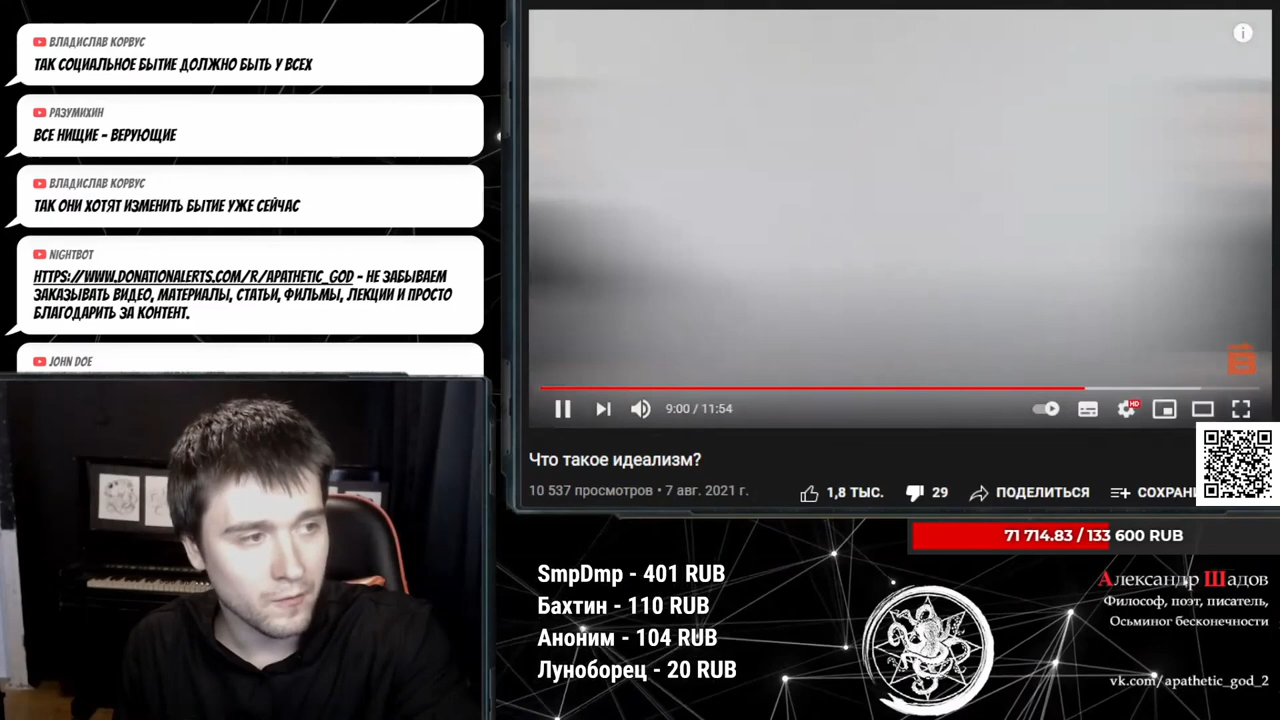 ВЛАДИСЛАВ КОРВУС
ТАК СОЦИАЛЬНОЕ БЫТИЕ ДОЛЖНО БЫТЬ У ВСЕХ
РАЗУМИХИН
ВСЕ НИЩИЕ - ВЕРУЮЩИЕ
ВЛАДИСЛАВ КОРВУС
ТАК ОНИ ХОТЯТ ИЗМЕНИТЬ БЫТИЕ УЖЕ СЕЙЧАС
NIGHTBOT
HTTPS://WWW.DONATIONALERTS.COM/R/APATHETIC_GOD - НЕ ЗАБЫВАЕМ
ЗАКАЗЫВАТЬ ВИДЕО, МАТЕРИАЛЫ, СТАТЬИ, ФИЛЬМЫ, ЛЕКЦИИ И ПРОСТО
БЛАГОДАРИТЬ ЗА КОНТЕНТ.
JOHN DOE
9:00 / 11:54
HD
Что такое идеализм?
10 537 просмотров • 7 авг. 2021 г.
1,8 ТЫС.
29
ПОДЕЛИТЬСЯ
СОХРАНИ
71 714.83 / 133 600 RUB
SmpDmp - 401 RUB
Бахтин - 110 RUB
Аноним - 104 RUB
Луноборец - 20 RUB
Александр Шадов
Философ, поэт, писатель,
Осьминог бесконечности
vk.com/apathetic_god_2